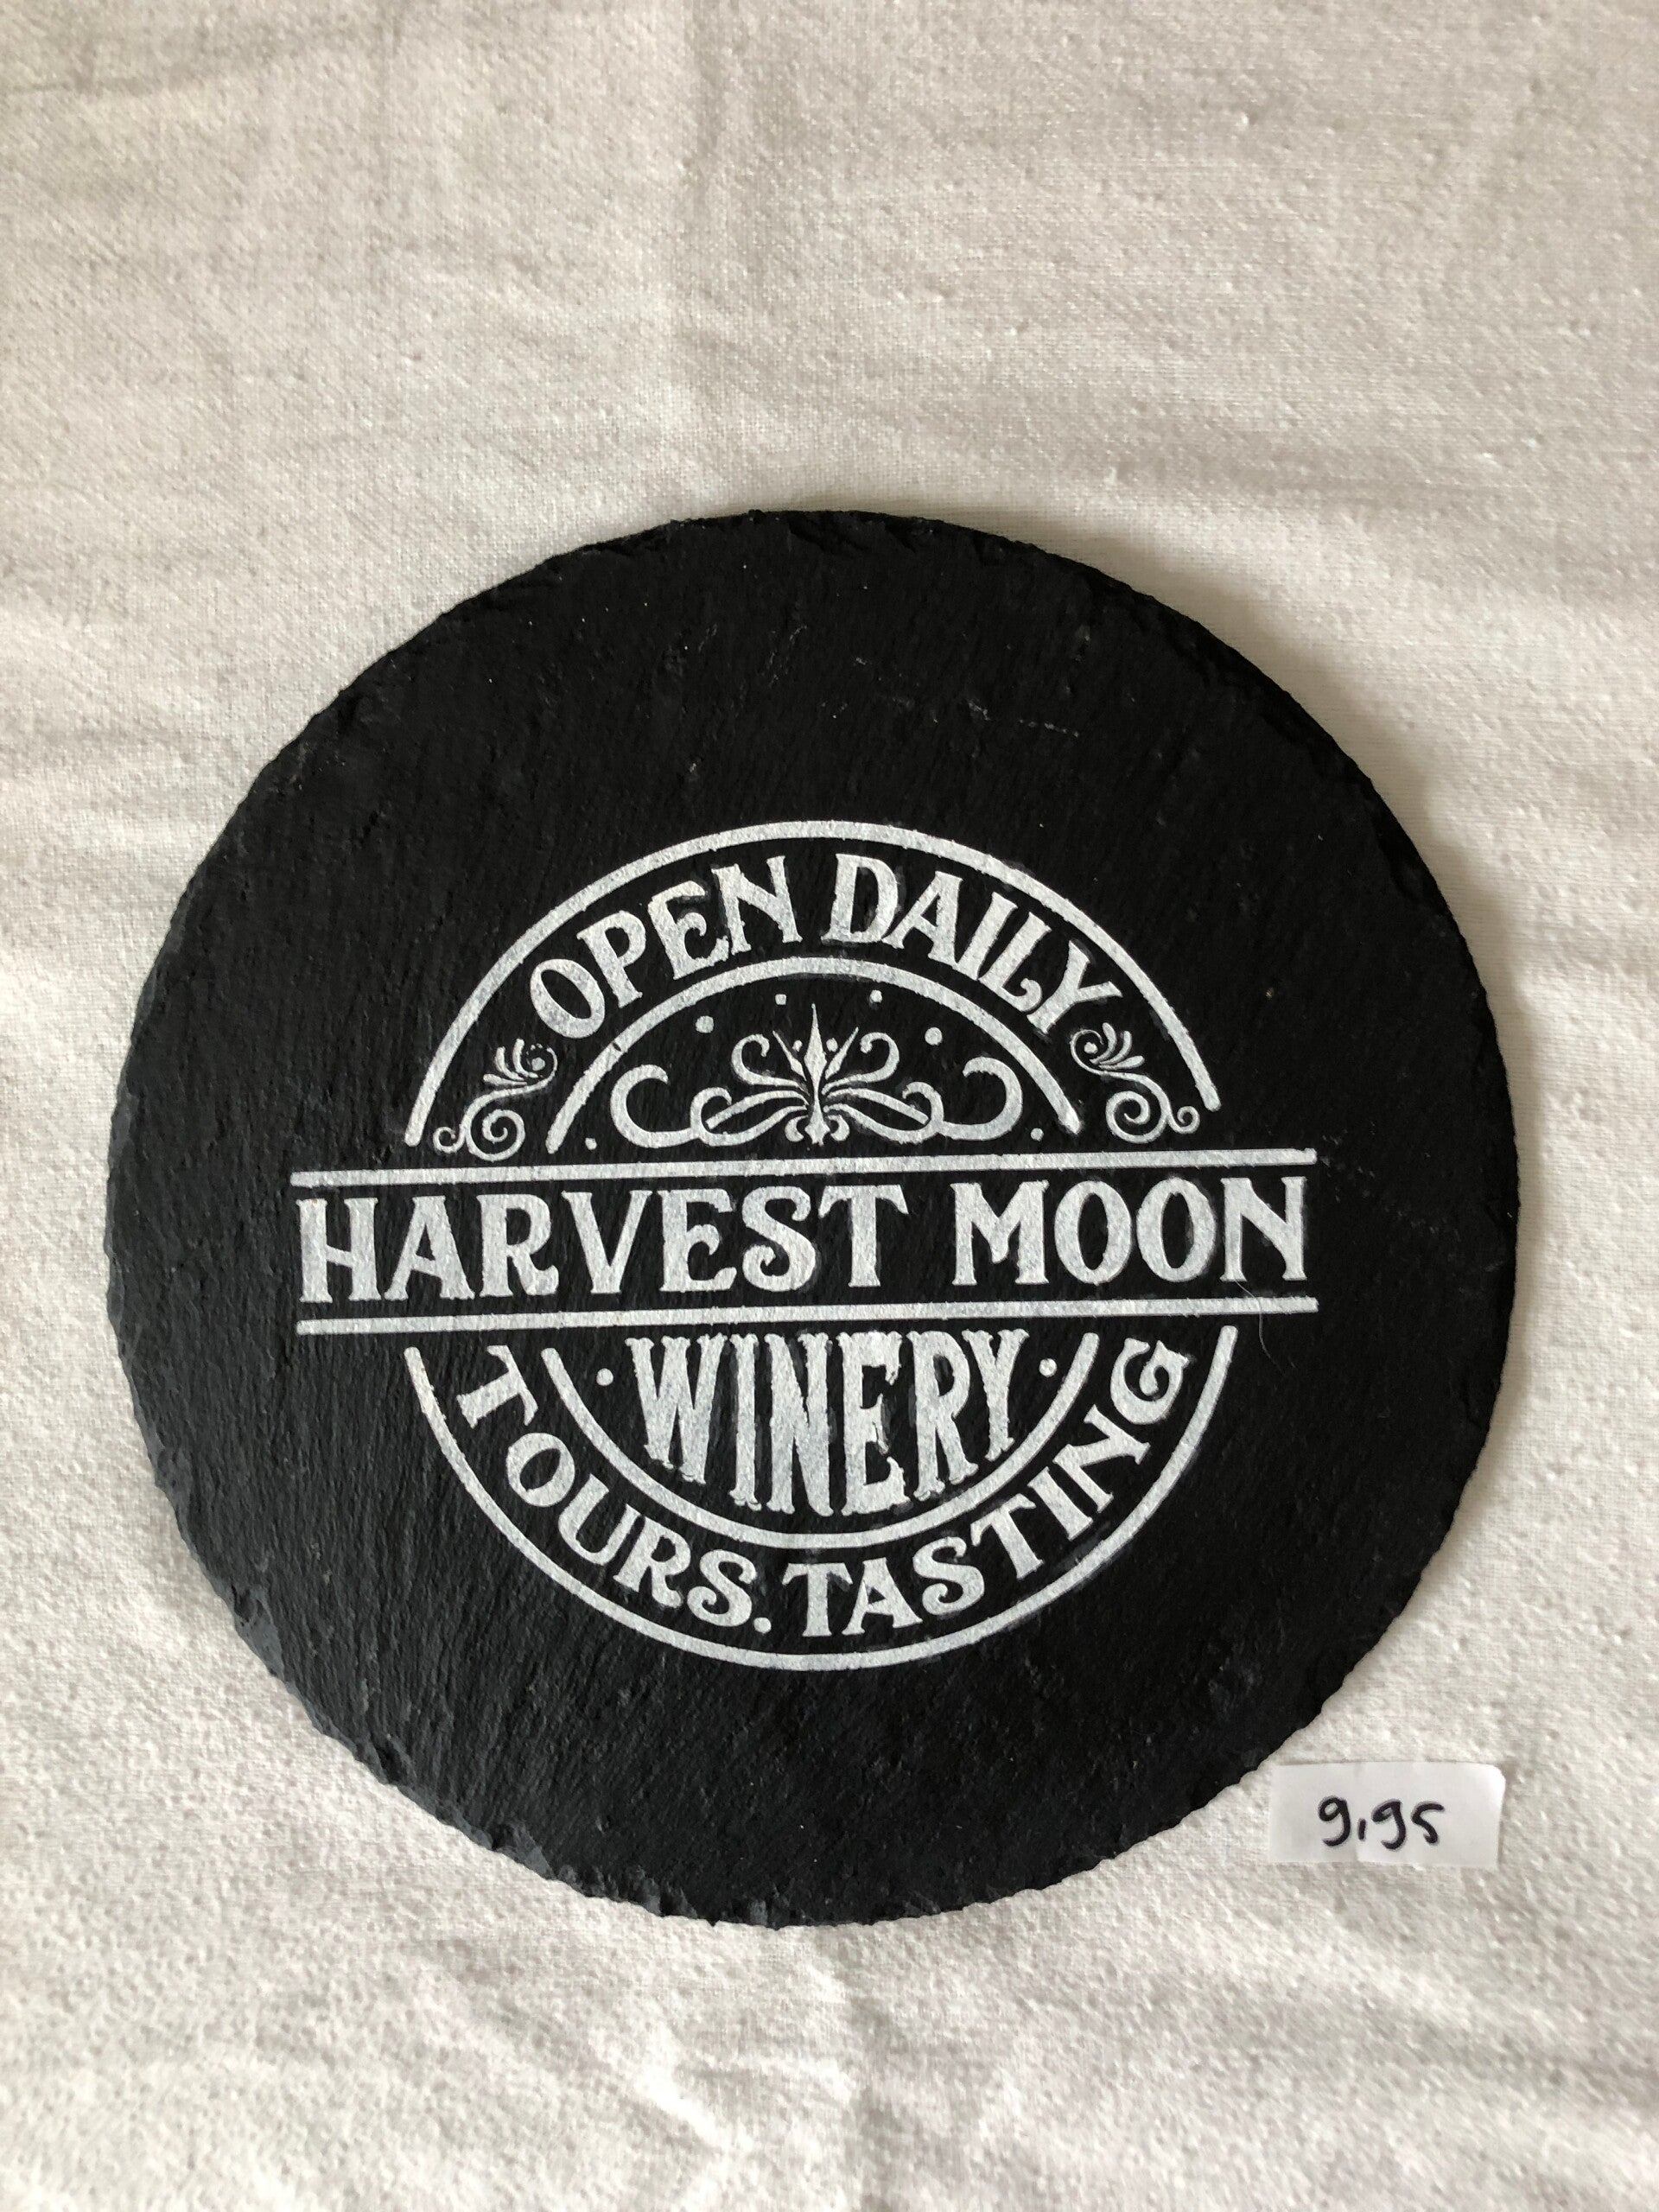 OPEN DAILY
HARVEST MOON
WINERY
TOURS. TASTING
9,95